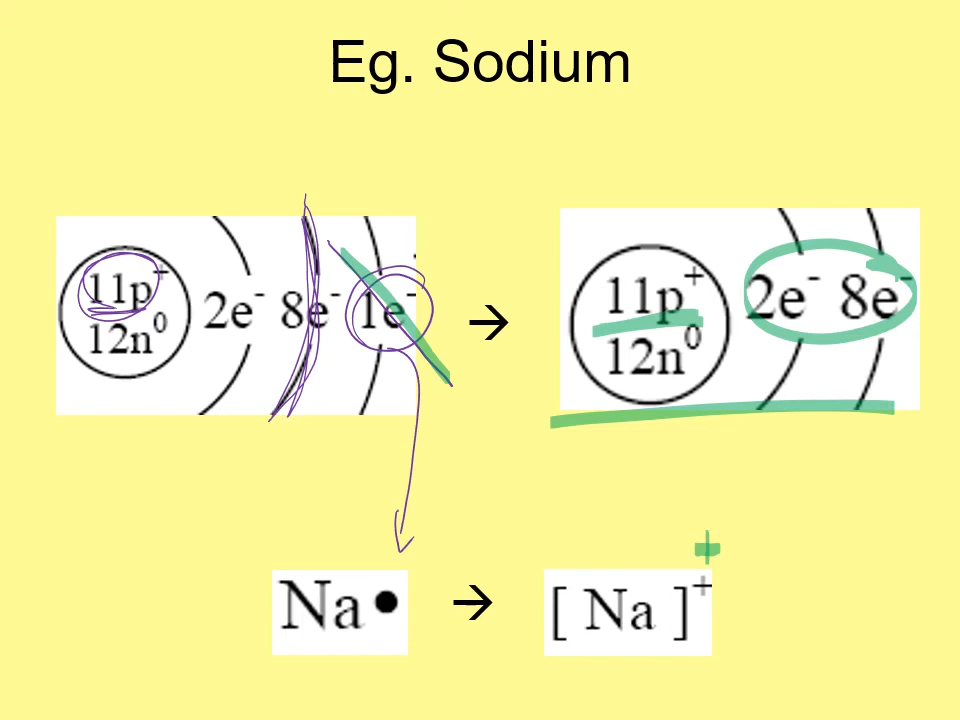 Eg. Sodium
11p⁺
12n⁰
2e⁻ 8e⁻ 1e⁻
→
11p⁺
12n⁰
2e⁻ 8e⁻
Na• → [ Na ]⁺
+